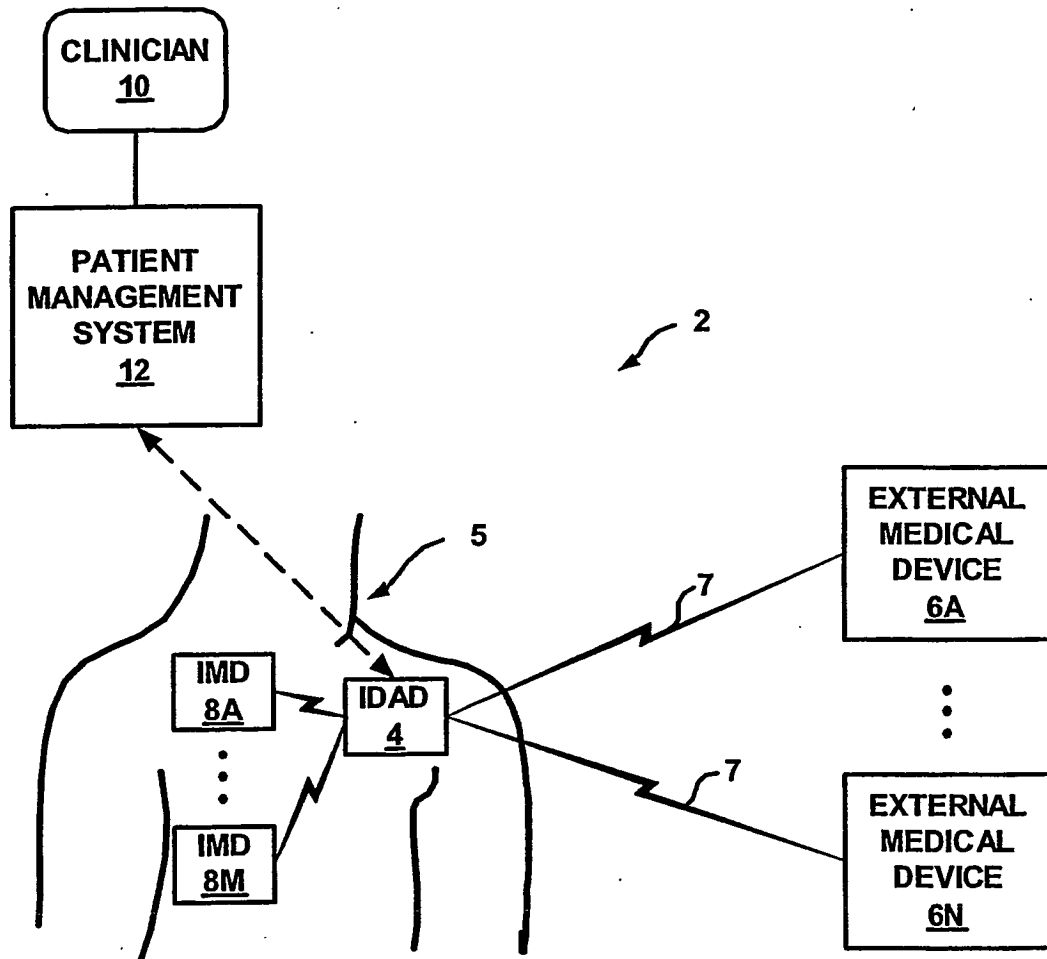 CLINICIAN
10
PATIENT
MANAGEMENT
SYSTEM
12
2
5
EXTERNAL
MEDICAL
DEVICE
6A
7
IMD
8A
IDAD
4
7
IMD
8M
EXTERNAL
MEDICAL
DEVICE
6N